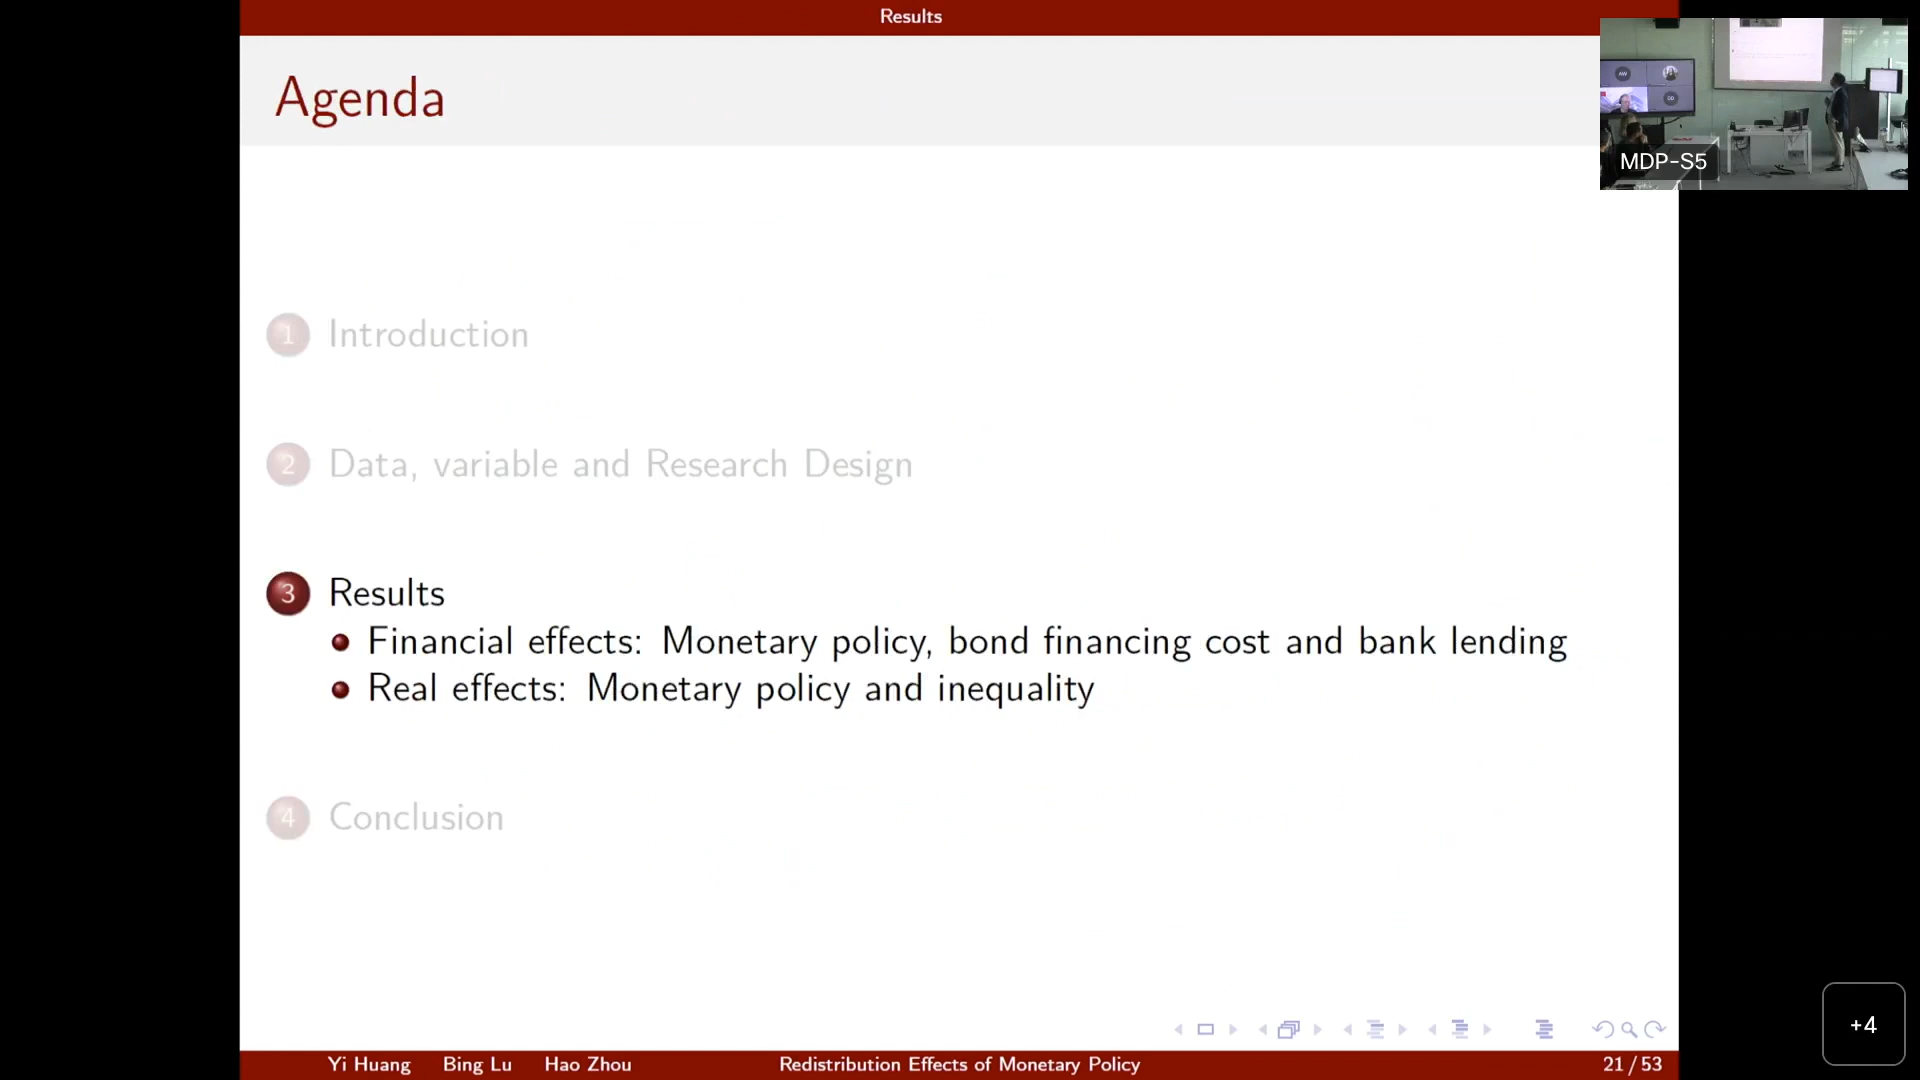 Results
Agenda
MDP-S5
1 Introduction
2 Data, variable and Research Design
3 Results
Financial effects: Monetary policy, bond financing cost and bank lending
Real effects: Monetary policy and inequality
4 Conclusion
+4
Yi Huang Bing Lu Hao Zhou Redistribution Effects of Monetary Policy 21 / 53